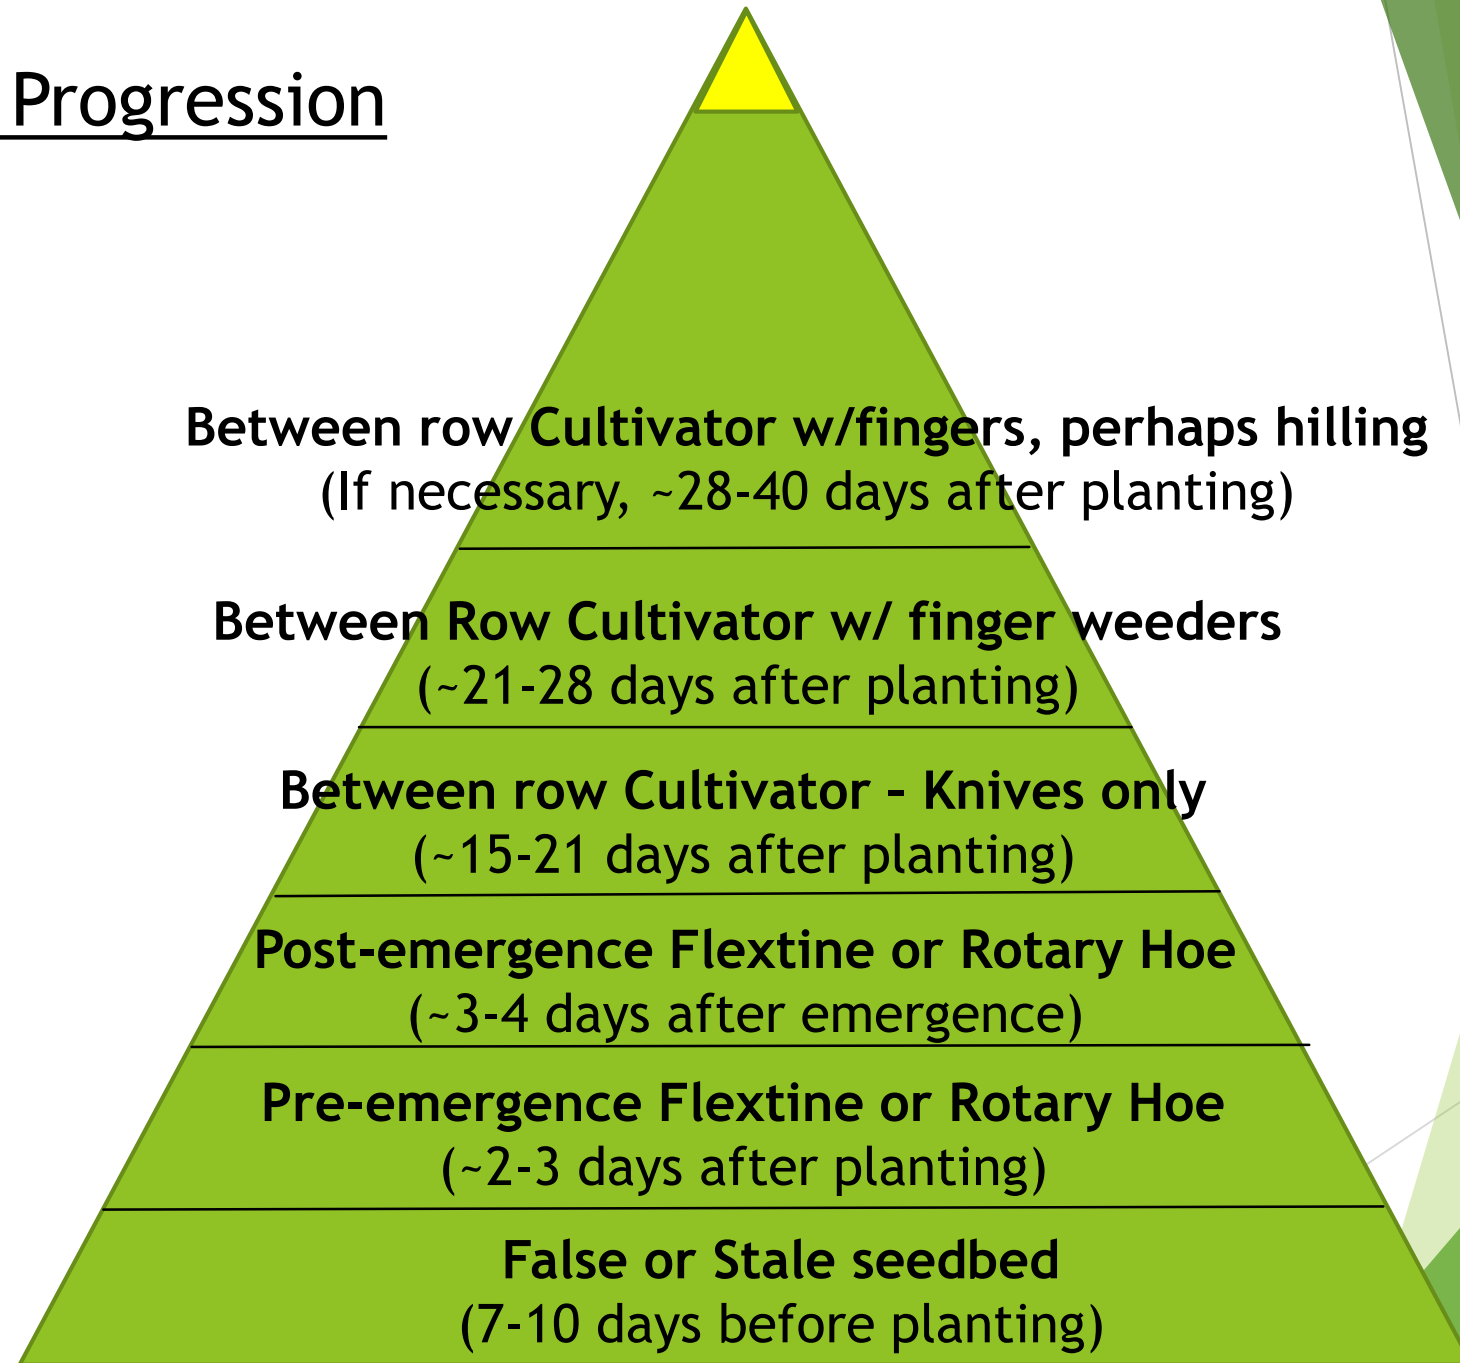 Progression
Between row Cultivator w/fingers, perhaps hilling
(If necessary, ~28-40 days after planting)
Between Row Cultivator w/ finger weeders
(~21-28 days after planting)
Between row Cultivator – Knives only
(~15-21 days after planting)
Post-emergence Flextine or Rotary Hoe
(~3-4 days after emergence)
Pre-emergence Flextine or Rotary Hoe
(~2-3 days after planting)
False or Stale seedbed
(7-10 days before planting)